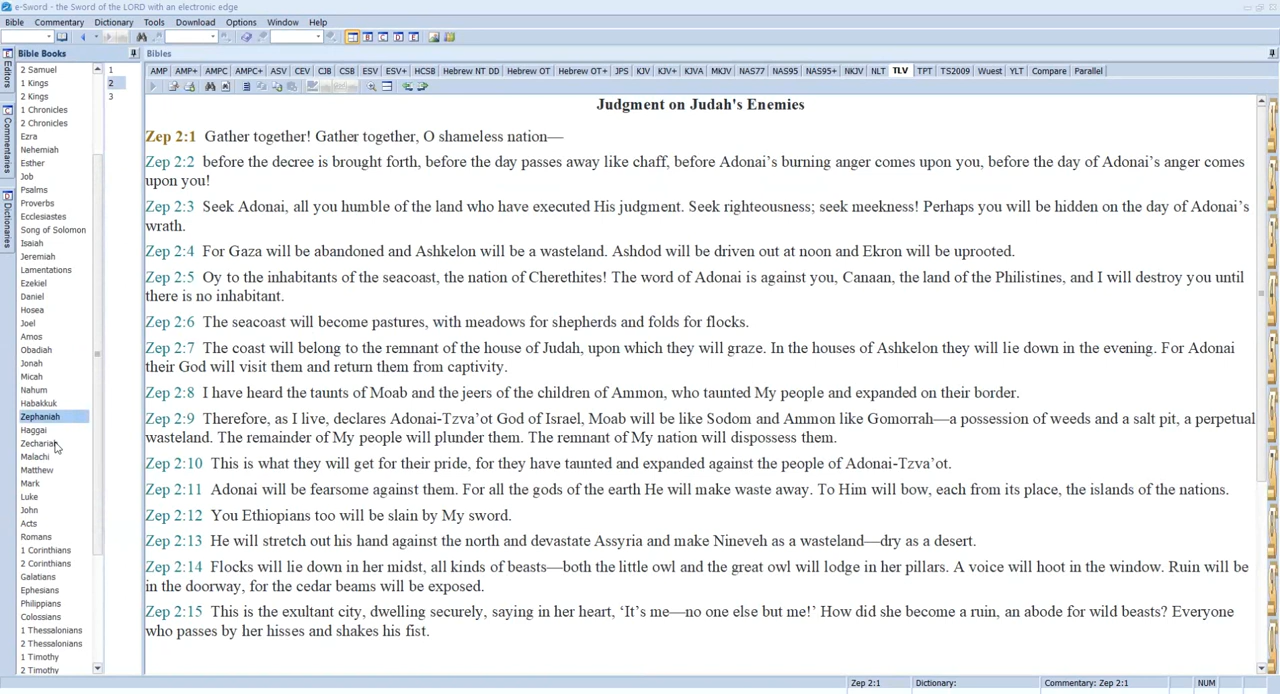 e-Sword - the Sword of the LORD with an electronic edge
Bible Commentary Dictionary Tools Download Options Window Help
B C D E
Bible Books
Bibles
Editors
Commentaries
Dictionaries
2 Samuel
1 Kings
2 Kings
1 Chronicles
2 Chronicles
Ezra
Nehemiah
Esther
Job
Psalms
Proverbs
Ecclesiastes
Song of Solomon
Isaiah
Jeremiah
Lamentations
Ezekiel
Daniel
Hosea
Joel
Amos
Obadiah
Jonah
Micah
Nahum
Habakkuk
Zephaniah
Haggai
Zechariah
Malachi
Matthew
Mark
Luke
John
Acts
Romans
1 Corinthians
2 Corinthians
Galatians
Ephesians
Philippians
Colossians
1 Thessalonians
2 Thessalonians
1 Timothy
2 Timothy
1
2
3
AMP AMP+ AMPC AMPC+ ASV CEV CJB CSB ESV ESV+ HCSB Hebrew NT DD Hebrew OT Hebrew OT+ JPS KJV KJV+ KJVA MKJV NAS77 NAS95 NAS95+ NKJV NLT TLV TPT TS2009 Wuest YLT Compare Parallel
Judgment on Judah's Enemies
Zep 2:1 Gather together! Gather together, O shameless nation—
Zep 2:2 before the decree is brought forth, before the day passes away like chaff, before Adonai’s burning anger comes upon you, before the day of Adonai’s anger comes
upon you!
Zep 2:3 Seek Adonai, all you humble of the land who have executed His judgment. Seek righteousness; seek meekness! Perhaps you will be hidden on the day of Adonai’s
wrath.
Zep 2:4 For Gaza will be abandoned and Ashkelon will be a wasteland. Ashdod will be driven out at noon and Ekron will be uprooted.
Zep 2:5 Oy to the inhabitants of the seacoast, the nation of Cherethites! The word of Adonai is against you, Canaan, the land of the Philistines, and I will destroy you until
there is no inhabitant.
Zep 2:6 The seacoast will become pastures, with meadows for shepherds and folds for flocks.
Zep 2:7 The coast will belong to the remnant of the house of Judah, upon which they will graze. In the houses of Ashkelon they will lie down in the evening. For Adonai
their God will visit them and return them from captivity.
Zep 2:8 I have heard the taunts of Moab and the jeers of the children of Ammon, who taunted My people and expanded on their border.
Zep 2:9 Therefore, as I live, declares Adonai-Tzva’ot God of Israel, Moab will be like Sodom and Ammon like Gomorrah—a possession of weeds and a salt pit, a perpetual
wasteland. The remainder of My people will plunder them. The remnant of My nation will dispossess them.
Zep 2:10 This is what they will get for their pride, for they have taunted and expanded against the people of Adonai-Tzva’ot.
Zep 2:11 Adonai will be fearsome against them. For all the gods of the earth He will make waste away. To Him will bow, each from its place, the islands of the nations.
Zep 2:12 You Ethiopians too will be slain by My sword.
Zep 2:13 He will stretch out his hand against the north and devastate Assyria and make Nineveh as a wasteland—dry as a desert.
Zep 2:14 Flocks will lie down in her midst, all kinds of beasts—both the little owl and the great owl will lodge in her pillars. A voice will hoot in the window. Ruin will be
in the doorway, for the cedar beams will be exposed.
Zep 2:15 This is the exultant city, dwelling securely, saying in her heart, ‘It’s me—no one else but me!’ How did she become a ruin, an abode for wild beasts? Everyone
who passes by her hisses and shakes his fist.
Zep 2:1 Dictionary: Commentary: Zep 2:1 NUM